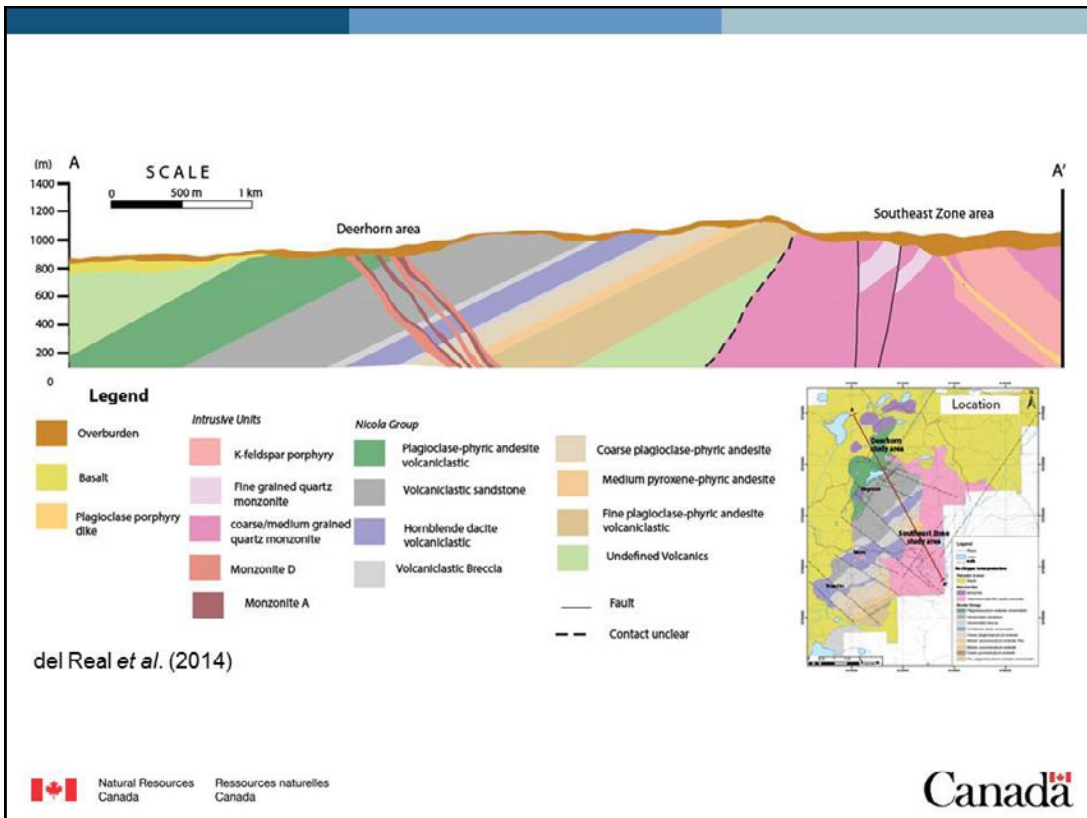 (m) A
SCALE
0 500 m 1 km
A'
1400
1200
1000
800
600
400
200
0
Deerhorn area
Southeast Zone area
Legend
Overburden
Basalt
Plagioclase porphyry
dike
Intrusive Units
K-feldspar porphyry
Fine grained quartz
monzonite
coarse/medium grained
quartz monzonite
Monzonite D
Monzonite A
Nicola Group
Plagioclase-phyric andesite
volcaniclastic
Volcaniclastic sandstone
Hornblende dacite
volcaniclastic
Volcaniclastic Breccia
Coarse plagioclase-phyric andesite
Medium pyroxene-phyric andesite
Fine plagioclase-phyric andesite
volcaniclastic
Undefined Volcanics
Fault
Contact unclear
Location
Deerhorn
study area
Southeast Zone
study area
Legend
del Real et al. (2014)
Natural Resources
Canada
Ressources naturelles
Canada
Canada